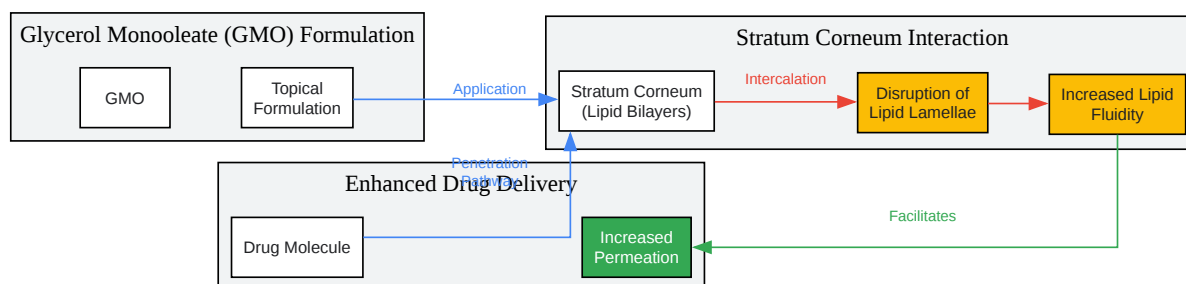 Glycerol Monooleate (GMO) Formulation
GMO
Topical
Formulation
Application
Stratum Corneum Interaction
Stratum Corneum
(Lipid Bilayers)
Intercalation
Disruption of
Lipid Lamellae
Increased Lipid
Fluidity
Penetration
Pathway
Enhanced Drug Delivery
Drug Molecule
Increased
Permeation
Facilitates